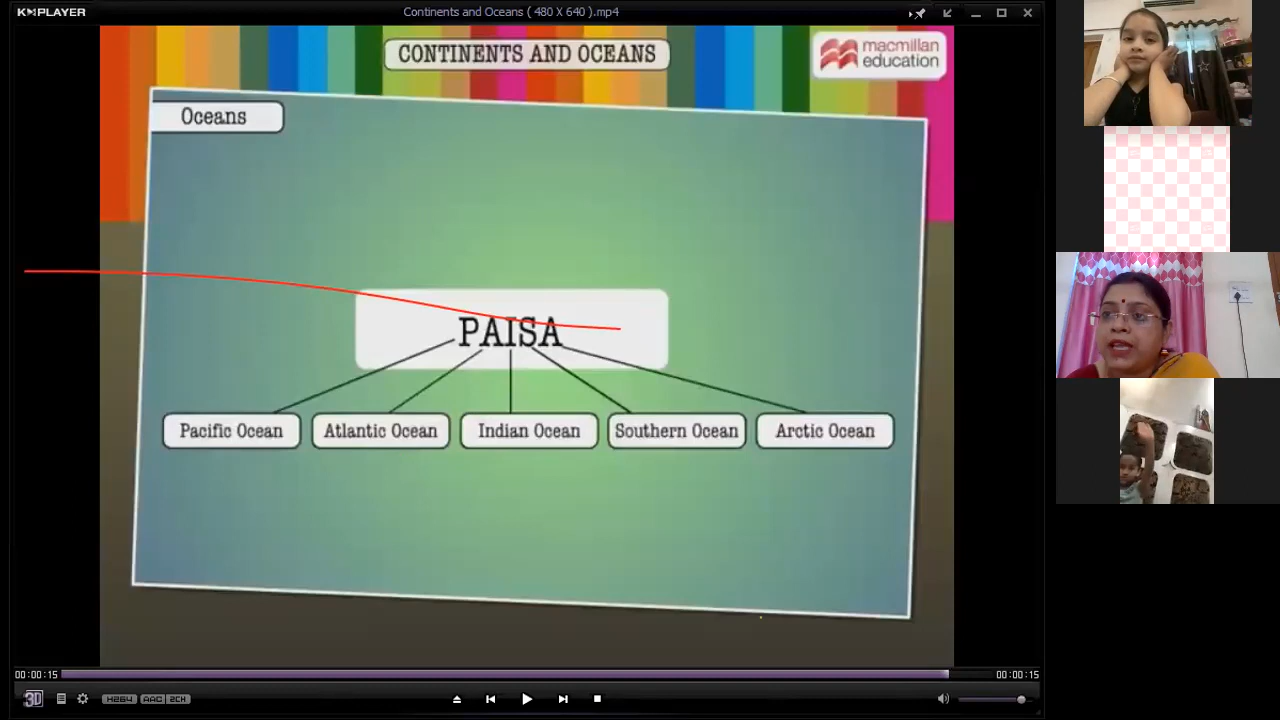 KMPLAYER
Continents and Oceans ( 480 X 640 ).mp4
CONTINENTS AND OCEANS
macmillan
education
Oceans
PAISA
Pacific Ocean
Atlantic Ocean
Indian Ocean
Southern Ocean
Arctic Ocean
00:00:15
00:00:15
3D
H264
AAC
2CH